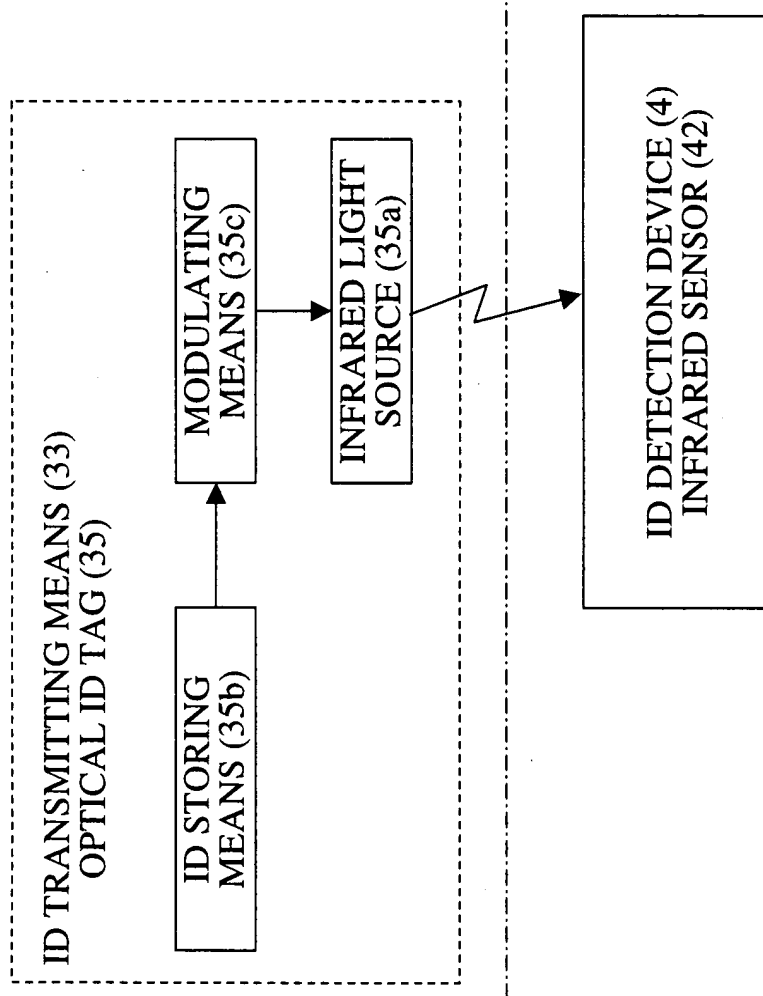 ID TRANSMITTING MEANS (33)
OPTICAL ID TAG (35)
ID STORING
MEANS (35b)
MODULATING
MEANS (35c)
INFRARED LIGHT
SOURCE (35a)
ID DETECTION DEVICE (4)
INFRARED SENSOR (42)